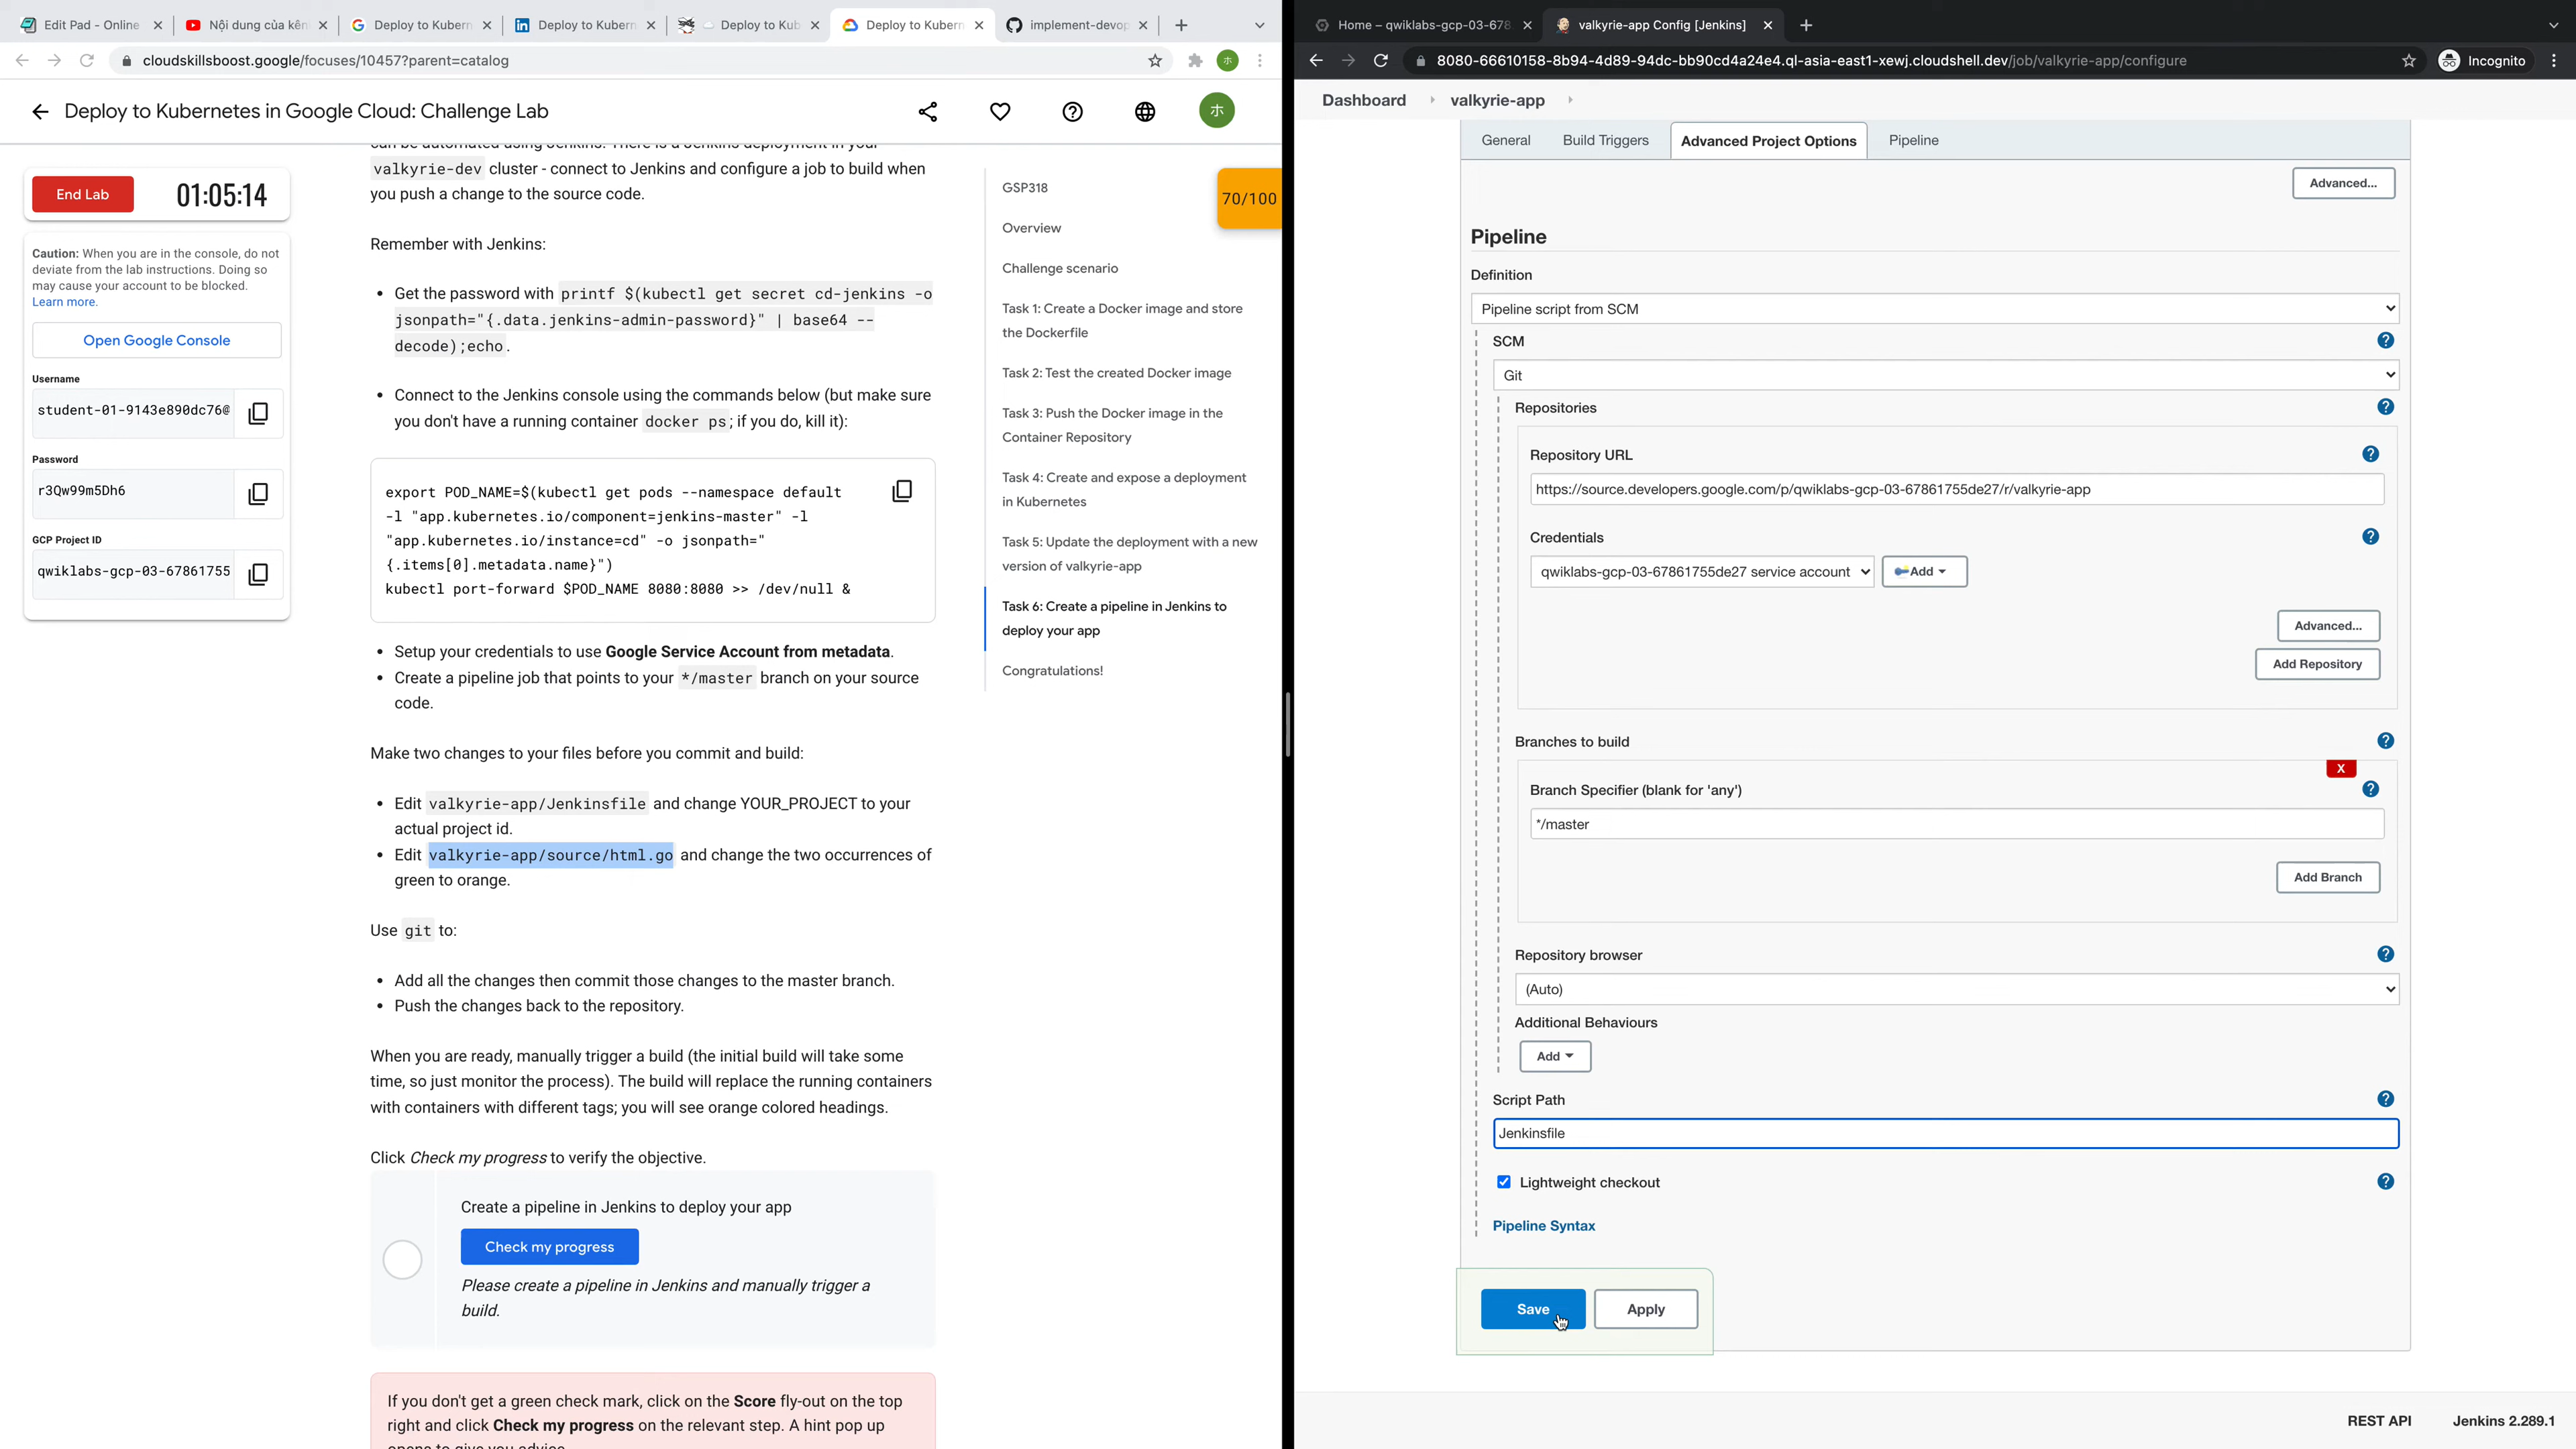 Edit Pad - Online
Nội dung của kên
Deploy to Kubern
Deploy to Kubern
Deploy to Kub
Deploy to Kubern
implement-devop
cloudskillsboost.google/focuses/10457?parent=catalog
Deploy to Kubernetes in Google Cloud: Challenge Lab
ホ
End Lab
01:05:14
Caution: When you are in the console, do not
deviate from the lab instructions. Doing so
may cause your account to be blocked.
Learn more.
Open Google Console
Username
student-01-9143e890dc76@
Password
r3Qw99m5Dh6
GCP Project ID
qwiklabs-gcp-03-67861755
can be automated using Jenkins. There is a Jenkins deployment in your
valkyrie-dev cluster - connect to Jenkins and configure a job to build when
you push a change to the source code.
Remember with Jenkins:
• Get the password with printf $(kubectl get secret cd-jenkins -o
jsonpath="{.data.jenkins-admin-password}" | base64 --
decode);echo.
• Connect to the Jenkins console using the commands below (but make sure
you don't have a running container docker ps; if you do, kill it):
export POD_NAME=$(kubectl get pods --namespace default
-l "app.kubernetes.io/component=jenkins-master" -l
"app.kubernetes.io/instance=cd" -o jsonpath="
{.items[0].metadata.name}")
kubectl port-forward $POD_NAME 8080:8080 >> /dev/null &
• Setup your credentials to use Google Service Account from metadata.
• Create a pipeline job that points to your */master branch on your source
code.
Make two changes to your files before you commit and build:
• Edit valkyrie-app/Jenkinsfile and change YOUR_PROJECT to your
actual project id.
• Edit valkyrie-app/source/html.go and change the two occurrences of
green to orange.
Use git to:
• Add all the changes then commit those changes to the master branch.
• Push the changes back to the repository.
When you are ready, manually trigger a build (the initial build will take some
time, so just monitor the process). The build will replace the running containers
with containers with different tags; you will see orange colored headings.
Click Check my progress to verify the objective.
Create a pipeline in Jenkins to deploy your app
Check my progress
Please create a pipeline in Jenkins and manually trigger a
build.
If you don't get a green check mark, click on the Score fly-out on the top
right and click Check my progress on the relevant step. A hint pop up
opens to give you advice.
GSP318
Overview
Challenge scenario
Task 1: Create a Docker image and store
the Dockerfile
Task 2: Test the created Docker image
Task 3: Push the Docker image in the
Container Repository
Task 4: Create and expose a deployment
in Kubernetes
Task 5: Update the deployment with a new
version of valkyrie-app
Task 6: Create a pipeline in Jenkins to
deploy your app
Congratulations!
70/100
Home – qwiklabs-gcp-03-678
valkyrie-app Config [Jenkins]
8080-66610158-8b94-4d89-94dc-bb90cd4a24e4.ql-asia-east1-xewj.cloudshell.dev/job/valkyrie-app/configure
Incognito
Dashboard
valkyrie-app
General
Build Triggers
Advanced Project Options
Pipeline
Advanced...
Pipeline
Definition
Pipeline script from SCM
SCM
Git
Repositories
Repository URL
https://source.developers.google.com/p/qwiklabs-gcp-03-67861755de27/r/valkyrie-app
Credentials
qwiklabs-gcp-03-67861755de27 service account
Add
Advanced...
Add Repository
Branches to build
X
Branch Specifier (blank for 'any')
*/master
Add Branch
Repository browser
(Auto)
Additional Behaviours
Add
Script Path
Jenkinsfile
Lightweight checkout
Pipeline Syntax
Save
Apply
REST API
Jenkins 2.289.1